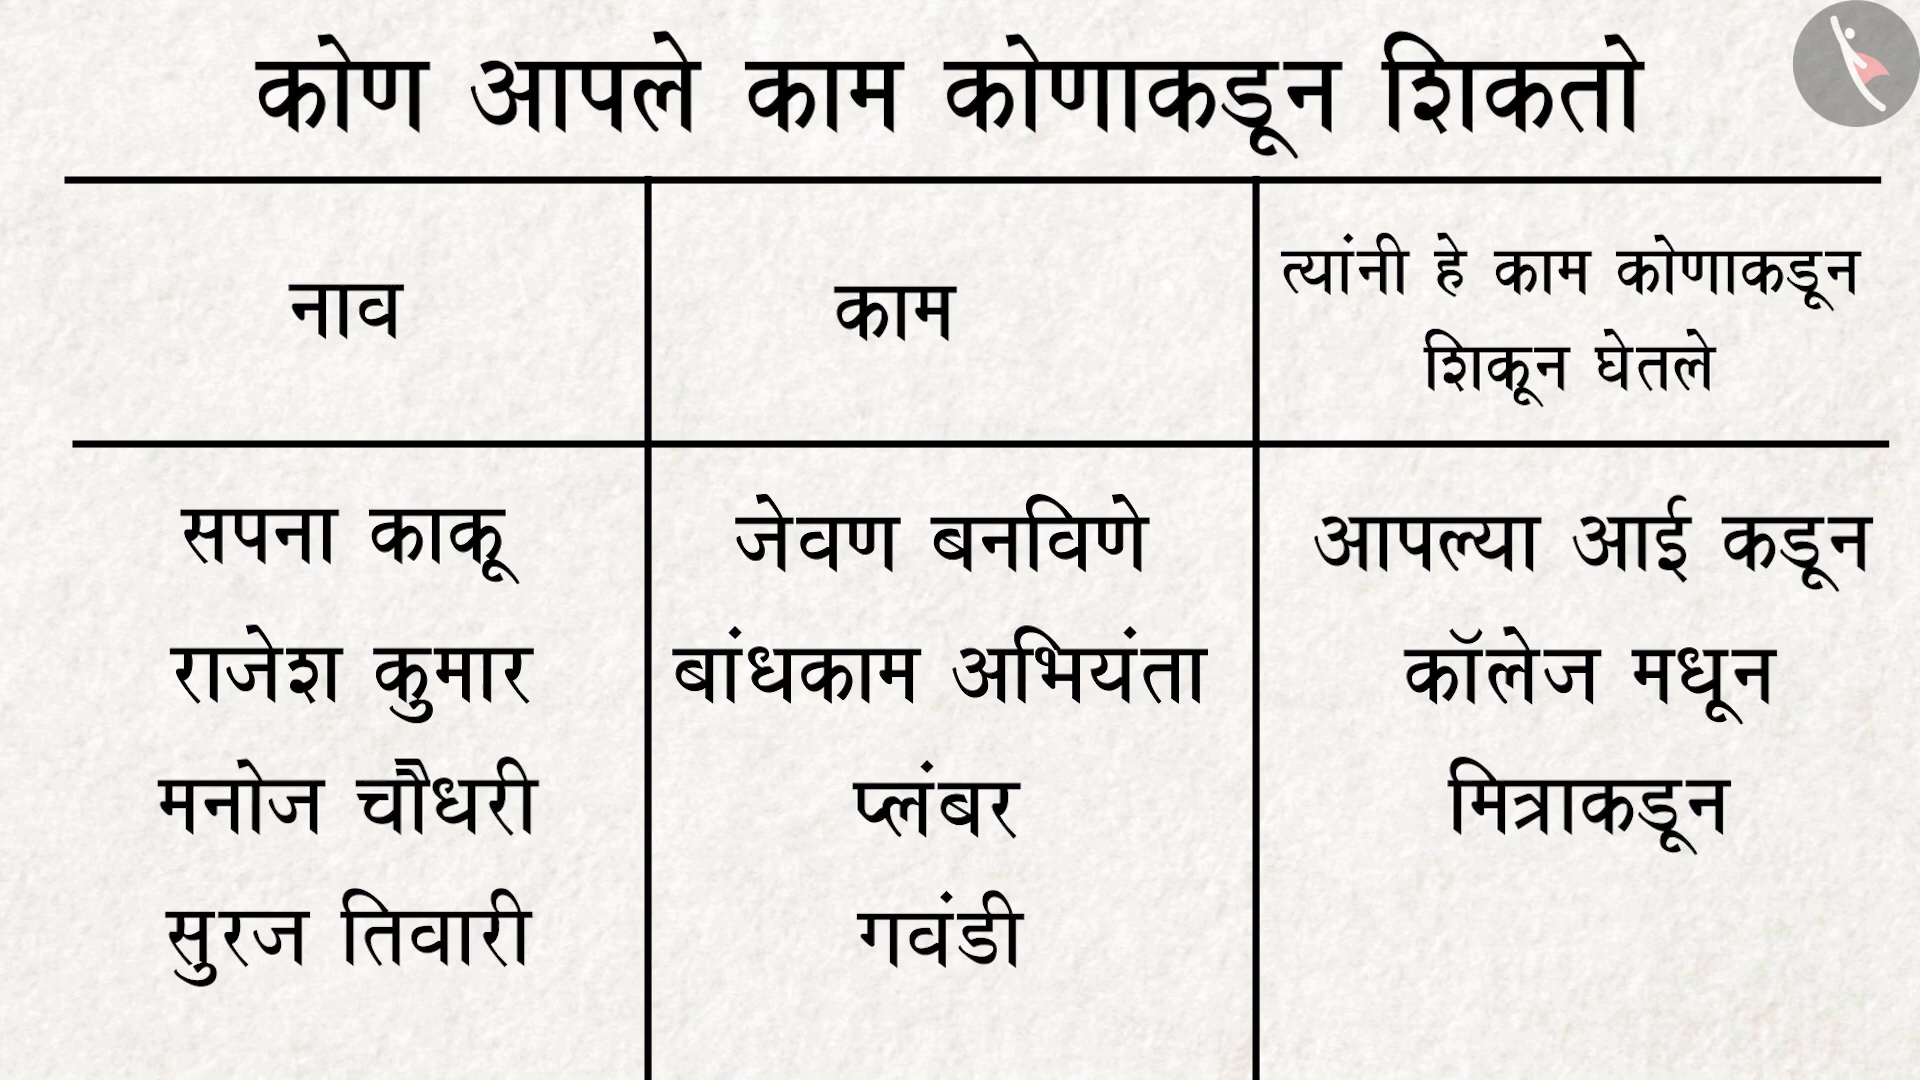 कोण आपले काम कोणाकडून शिकतो
नाव
काम
त्यांनी हे काम कोणाकडून
शिकून घेतले
सपना काकू
जेवण बनविणे
आपल्या आई कडून
राजेश कुमार
बांधकाम अभियंता
कॉलेज मधून
मनोज चौधरी
प्लंबर
मित्राकडून
सुरज तिवारी
गवंडी